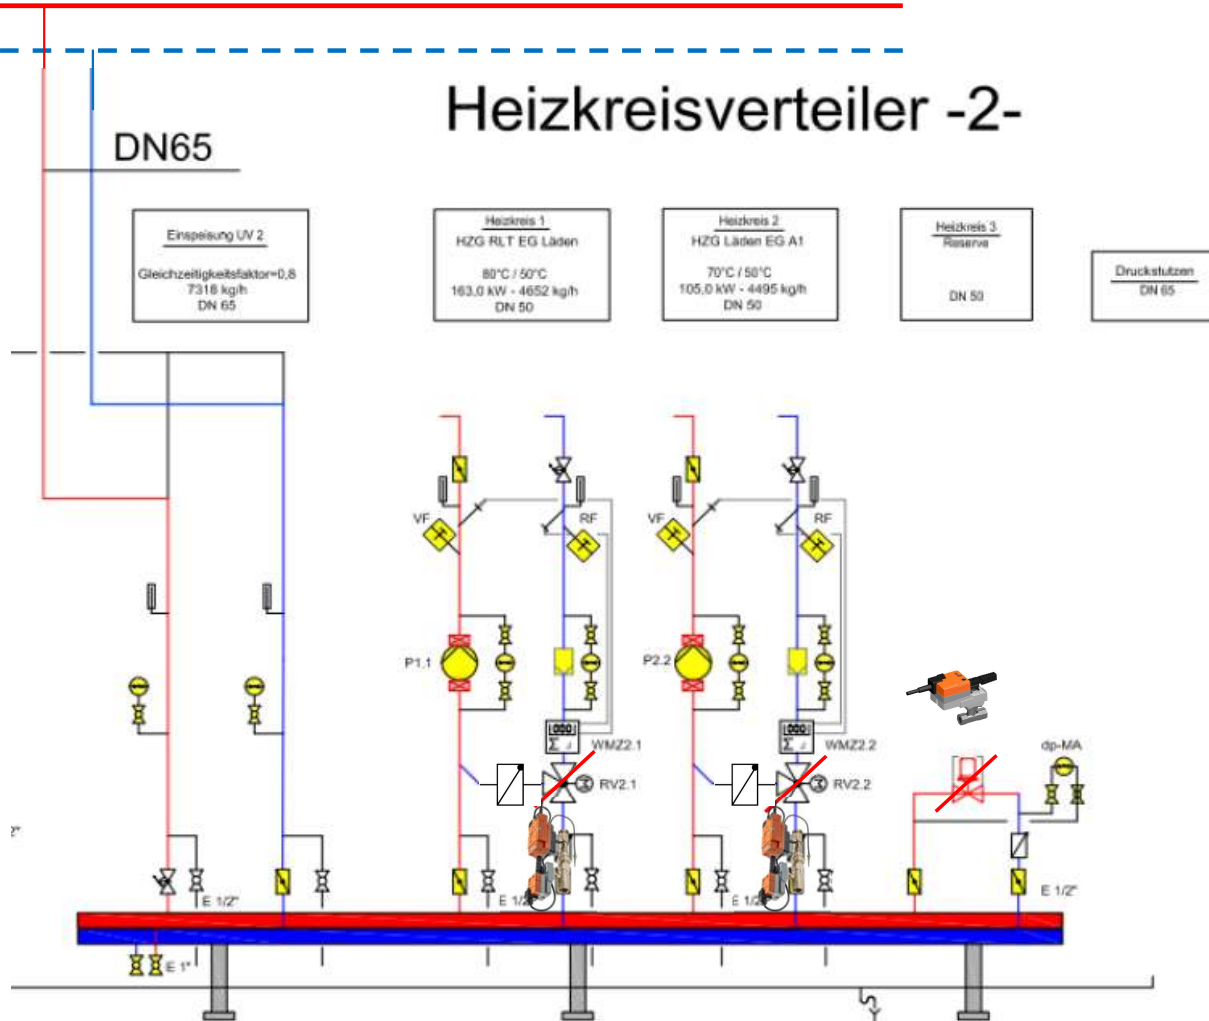 Heizkreisverteiler -2-
DN65
Einspeisung UV 2
Gleichzeitigkeitsfaktor=0,8
7318 kg/h
DN 65
Heizkreis 1
HZG RLT EG Läden
80°C / 50°C
163,0 kW - 4652 kg/h
DN 50
Heizkreis 2
HZG Läden EG A1
70°C / 50°C
105,0 kW - 4495 kg/h
DN 50
Heizkreis 3
Reserve
DN 50
Druckstutzen
DN 65
VF
RF
VF
RF
P1.1
P2.2
WMZ2.1
WMZ2.2
dp-MA
RV2.1
RV2.2
E 1/2"
E 1/2
E 1/2
E 1/2"
E 1"